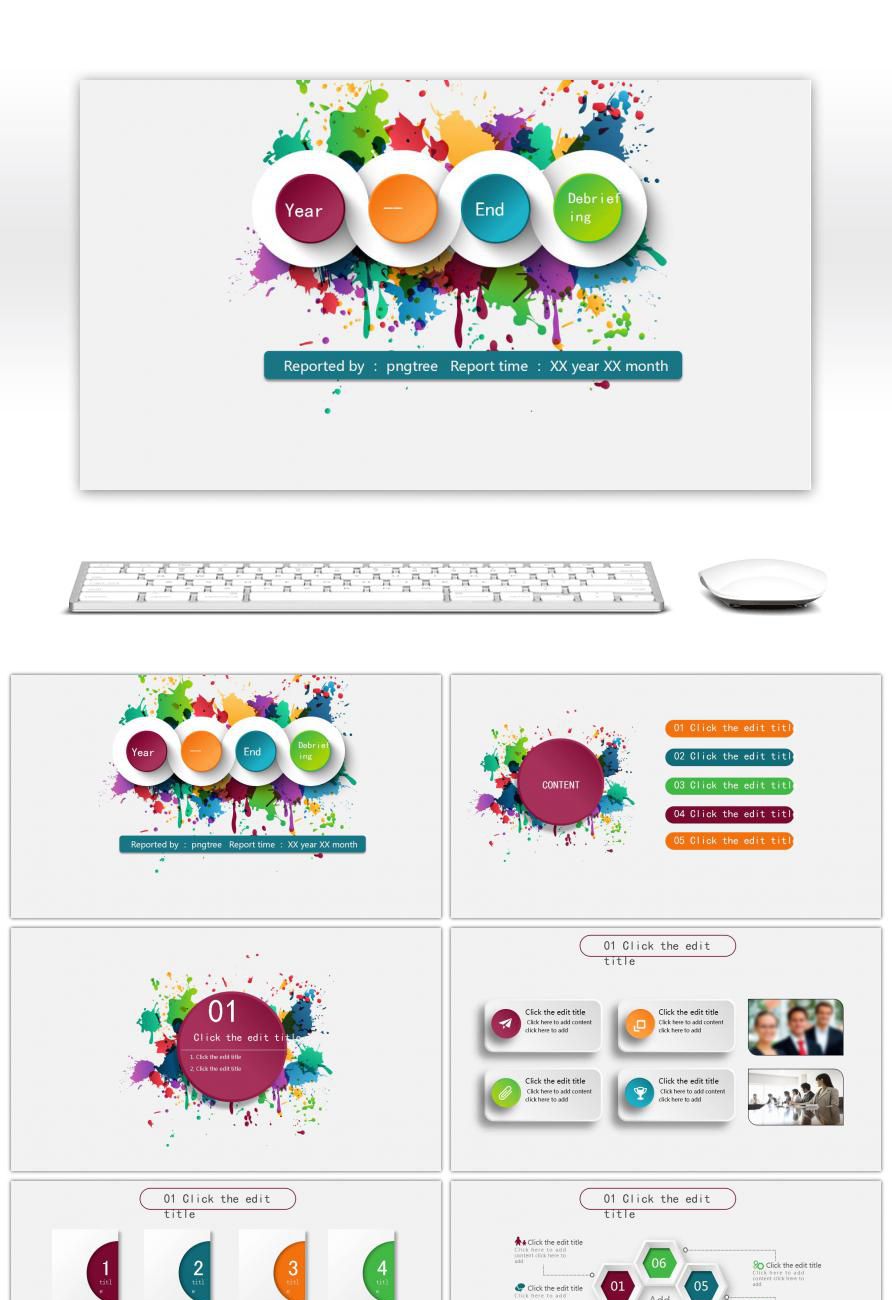 Year
—
End
Debrief
ing
Reported by : pngtree Report time : XX year XX month
Year
—
End
Debrief
ing
Reported by : pngtree Report time : XX year XX month
CONTENT
01 Click the edit titl
02 Click the edit titl
03 Click the edit titl
04 Click the edit titl
05 Click the edit titl
01
Click the edit titl
1. Click the edit title
2. Click the edit title
01 Click the edit
title
Click the edit title
Click here to add content
click here to add
Click the edit title
Click here to add content
click here to add
Click the edit title
Click here to add content
click here to add
Click the edit title
Click here to add content
click here to add
01 Click the edit
title
1
titl
e
2
titl
e
3
titl
e
4
titl
e
01 Click the edit
title
Click the edit title
Click here to add
content click here to
add
Click the edit title
Click here to add
06
01
05
Add
Click the edit title
Click here to add
content click here to
add